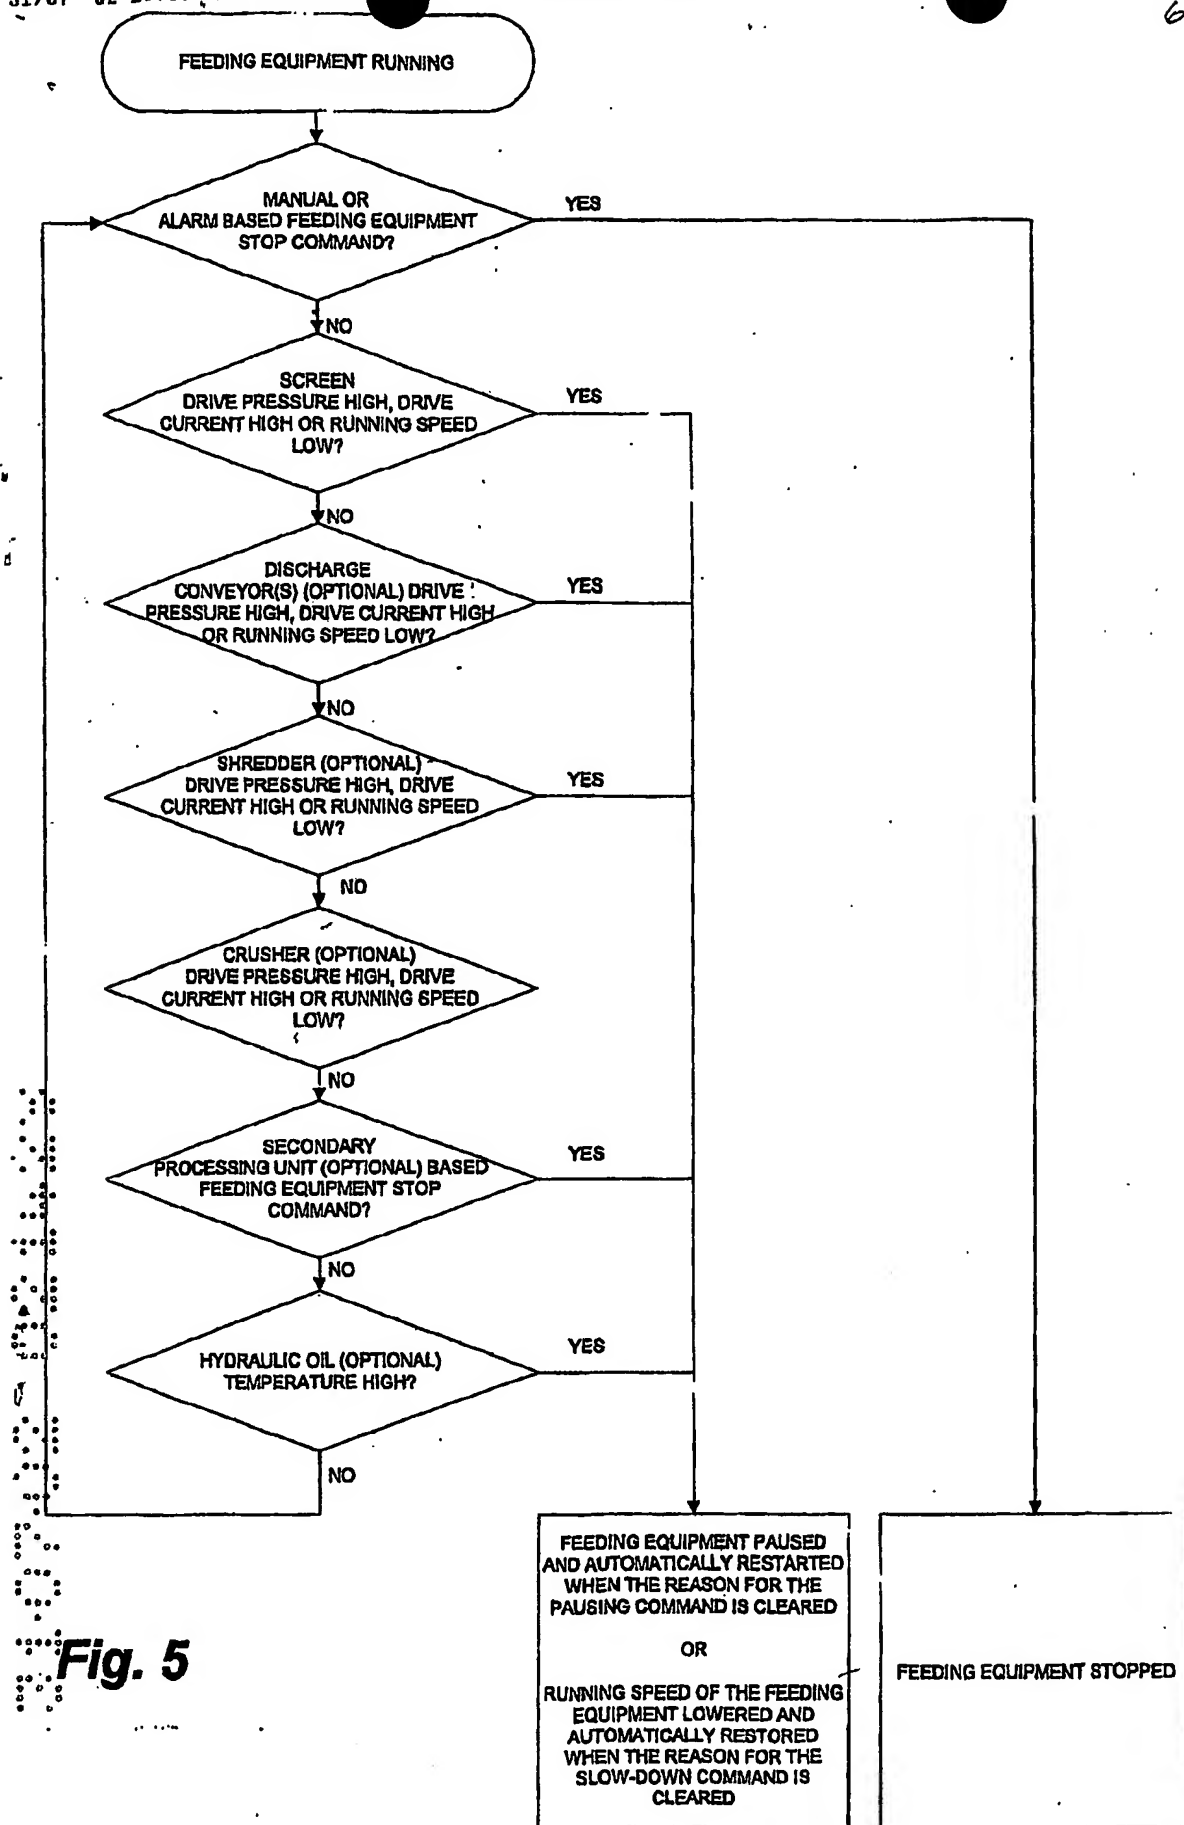 FEEDING EQUIPMENT RUNNING
MANUAL OR
ALARM BASED FEEDING EQUIPMENT
STOP COMMAND?
YES
NO
SCREEN
DRIVE PRESSURE HIGH, DRIVE
CURRENT HIGH OR RUNNING SPEED
LOW?
YES
NO
DISCHARGE
CONVEYOR(S) (OPTIONAL) DRIVE
PRESSURE HIGH, DRIVE CURRENT HIGH
OR RUNNING SPEED LOW?
YES
NO
SHREDDER (OPTIONAL)
DRIVE PRESSURE HIGH, DRIVE
CURRENT HIGH OR RUNNING SPEED
LOW?
YES
NO
CRUSHER (OPTIONAL)
DRIVE PRESSURE HIGH, DRIVE
CURRENT HIGH OR RUNNING SPEED
LOW?
NO
SECONDARY
PROCESSING UNIT (OPTIONAL) BASED
FEEDING EQUIPMENT STOP
COMMAND?
YES
NO
HYDRAULIC OIL (OPTIONAL)
TEMPERATURE HIGH?
YES
NO
FEEDING EQUIPMENT PAUSED
AND AUTOMATICALLY RESTARTED
WHEN THE REASON FOR THE
PAUSING COMMAND IS CLEARED
OR
RUNNING SPEED OF THE FEEDING
EQUIPMENT LOWERED AND
AUTOMATICALLY RESTORED
WHEN THE REASON FOR THE
SLOW-DOWN COMMAND IS
CLEARED
FEEDING EQUIPMENT STOPPED
Fig. 5